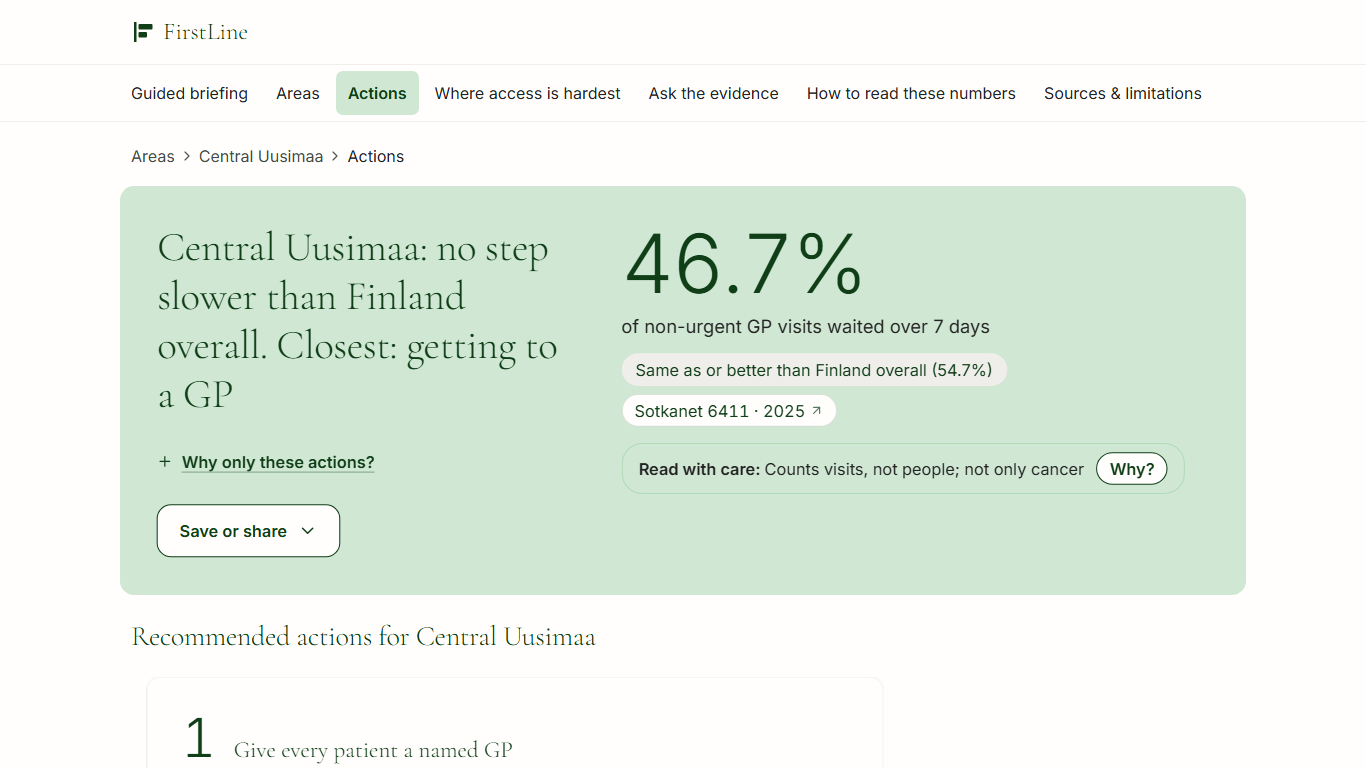 FirstLine
Guided briefing
Areas
Actions
Where access is hardest
Ask the evidence
How to read these numbers
Sources & limitations
Areas > Central Uusimaa > Actions
Central Uusimaa: no step
slower than Finland
overall. Closest: getting to
a GP
+ Why only these actions?
Save or share
46.7%
of non-urgent GP visits waited over 7 days
Same as or better than Finland overall (54.7%)
Sotkanet 6411 · 2025 ↗
Read with care: Counts visits, not people; not only cancer
Why?
Recommended actions for Central Uusimaa
1 Give every patient a named GP